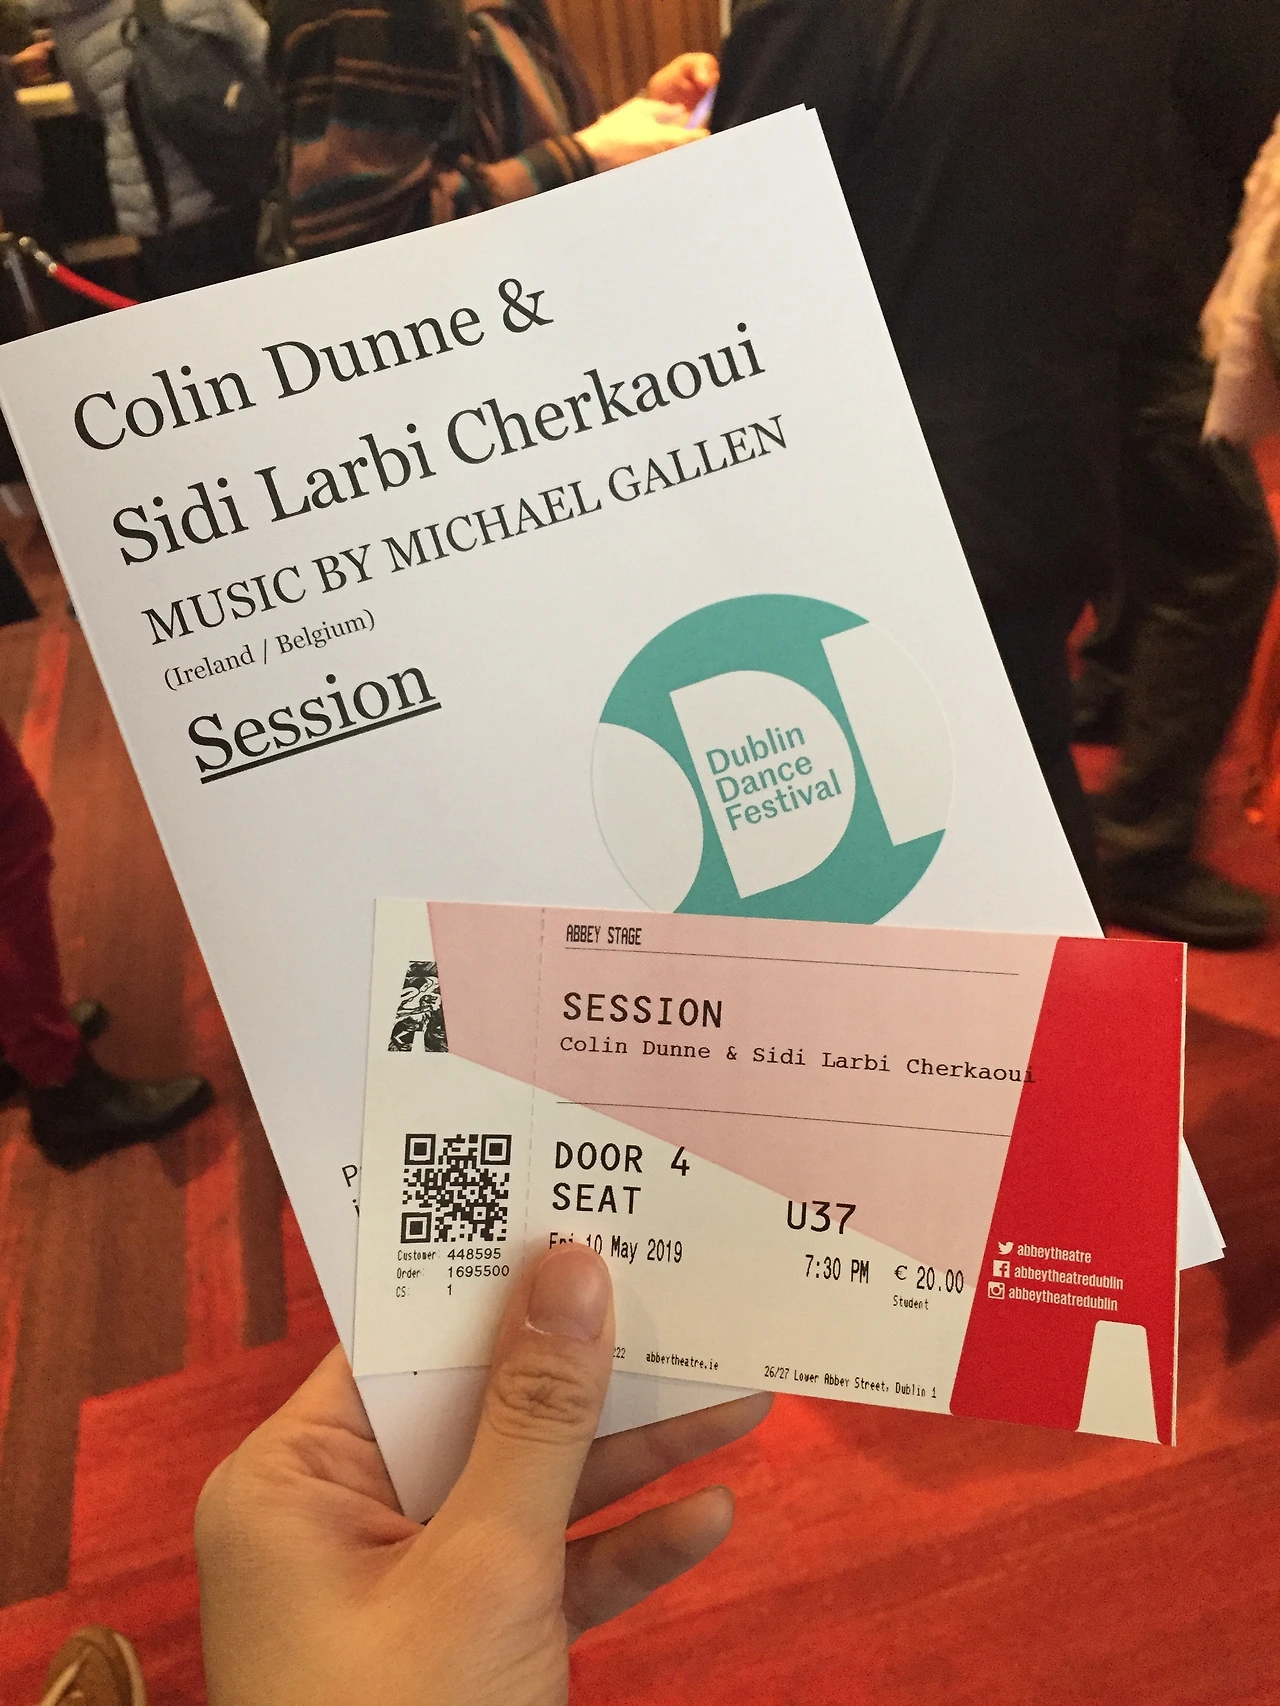 Colin Dunne &
Sidi Larbi Cherkaoui
MUSIC BY MICHAEL GALLEN
(Ireland / Belgium)
Session
Dublin
Dance
Festival
ABBEY STAGE
SESSION
Colin Dunne & Sidi Larbi Cherkaoui
DOOR 4
SEAT U37
Fri 10 May 2019 7:30 PM € 20.00
Student
Customer: 448595
Order: 1695500
CS: 1
abbeytheatre
abbeytheatredublin
abbeytheatredublin
222 abbeytheatre.ie 26/27 Lower Abbey Street, Dublin 1